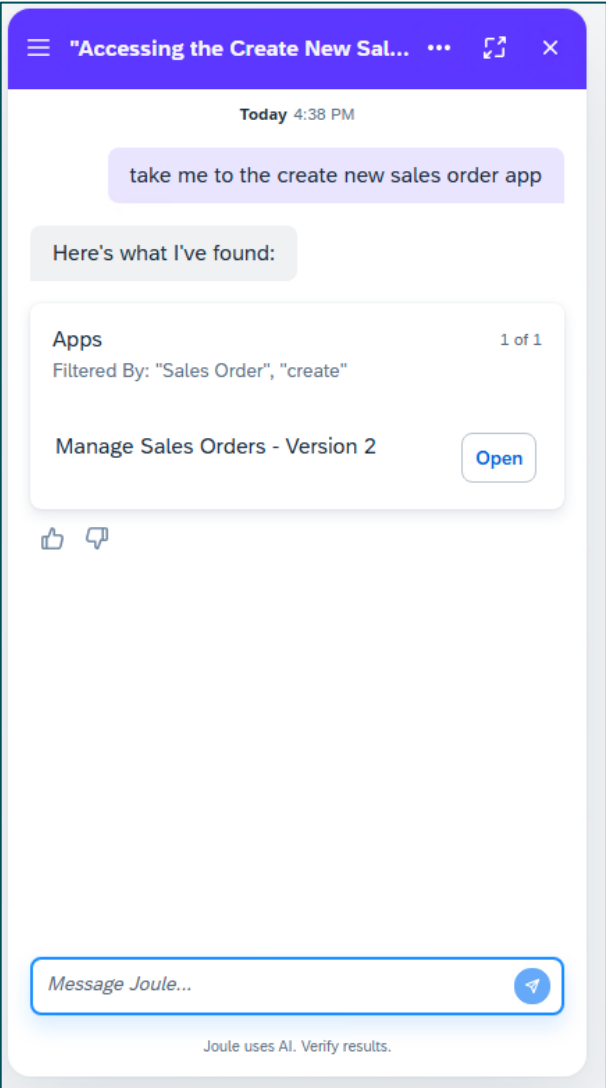 "Accessing the Create New Sal...
Today 4:38 PM
take me to the create new sales order app
Here's what I've found:
Apps
1 of 1
Filtered By: "Sales Order", "create"
Manage Sales Orders - Version 2
Open
Message Joule...
Joule uses AI. Verify results.